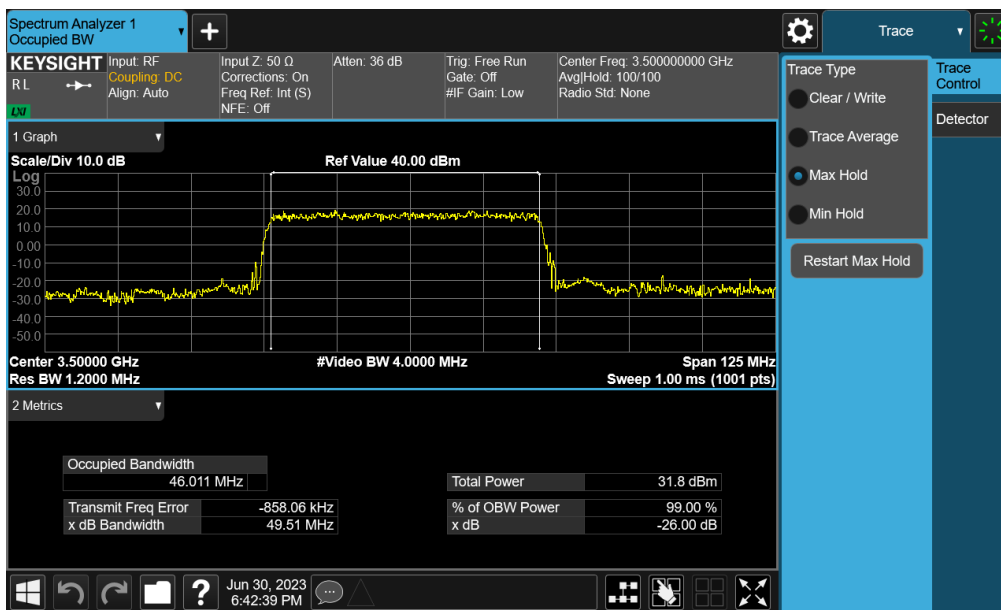 Spectrum Analyzer 1
Occupied BW
Trace
KEYSIGHT
R L
LXI
Input: RF
Coupling: DC
Align: Auto
Input Z: 50 Ω
Corrections: On
Freq Ref: Int (S)
NFE: Off
Atten: 36 dB
Trig: Free Run
Gate: Off
#IF Gain: Low
Center Freq: 3.500000000 GHz
Avg|Hold: 100/100
Radio Std: None
Trace Type
Clear / Write
Trace Average
Max Hold
Min Hold
Restart Max Hold
Trace
Control
Detector
1 Graph
Scale/Div 10.0 dB
Ref Value 40.00 dBm
Log
30.0
20.0
10.0
0.00
-10.0
-20.0
-30.0
-40.0
-50.0
Center 3.50000 GHz
#Video BW 4.0000 MHz
Span 125 MHz
Res BW 1.2000 MHz
Sweep 1.00 ms (1001 pts)
2 Metrics
Occupied Bandwidth
46.011 MHz
Transmit Freq Error -858.06 kHz
x dB Bandwidth 49.51 MHz
Total Power 31.8 dBm
% of OBW Power 99.00 %
x dB -26.00 dB
?
Jun 30, 2023
6:42:39 PM